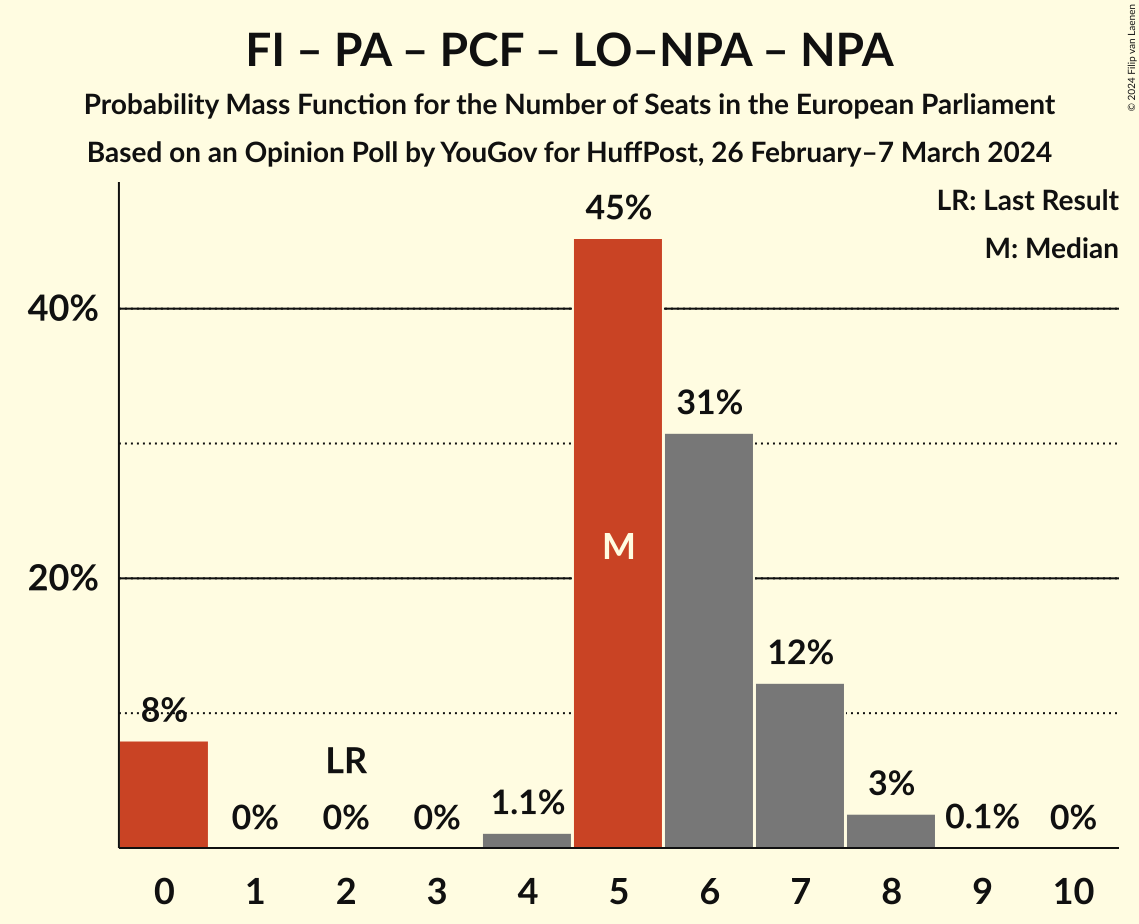 FI – PA – PCF – LO–NPA – NPA
Probability Mass Function for the Number of Seats in the European Parliament
Based on an Opinion Poll by YouGov for HuffPost, 26 February–7 March 2024
© 2024 Filip van Laenen
LR: Last Result
M: Median
45%
40%
31%
M
20%
12%
8%
LR
3%
1.1%
0% 0% 0% 0.1% 0%
0 1 2 3 4 5 6 7 8 9 10